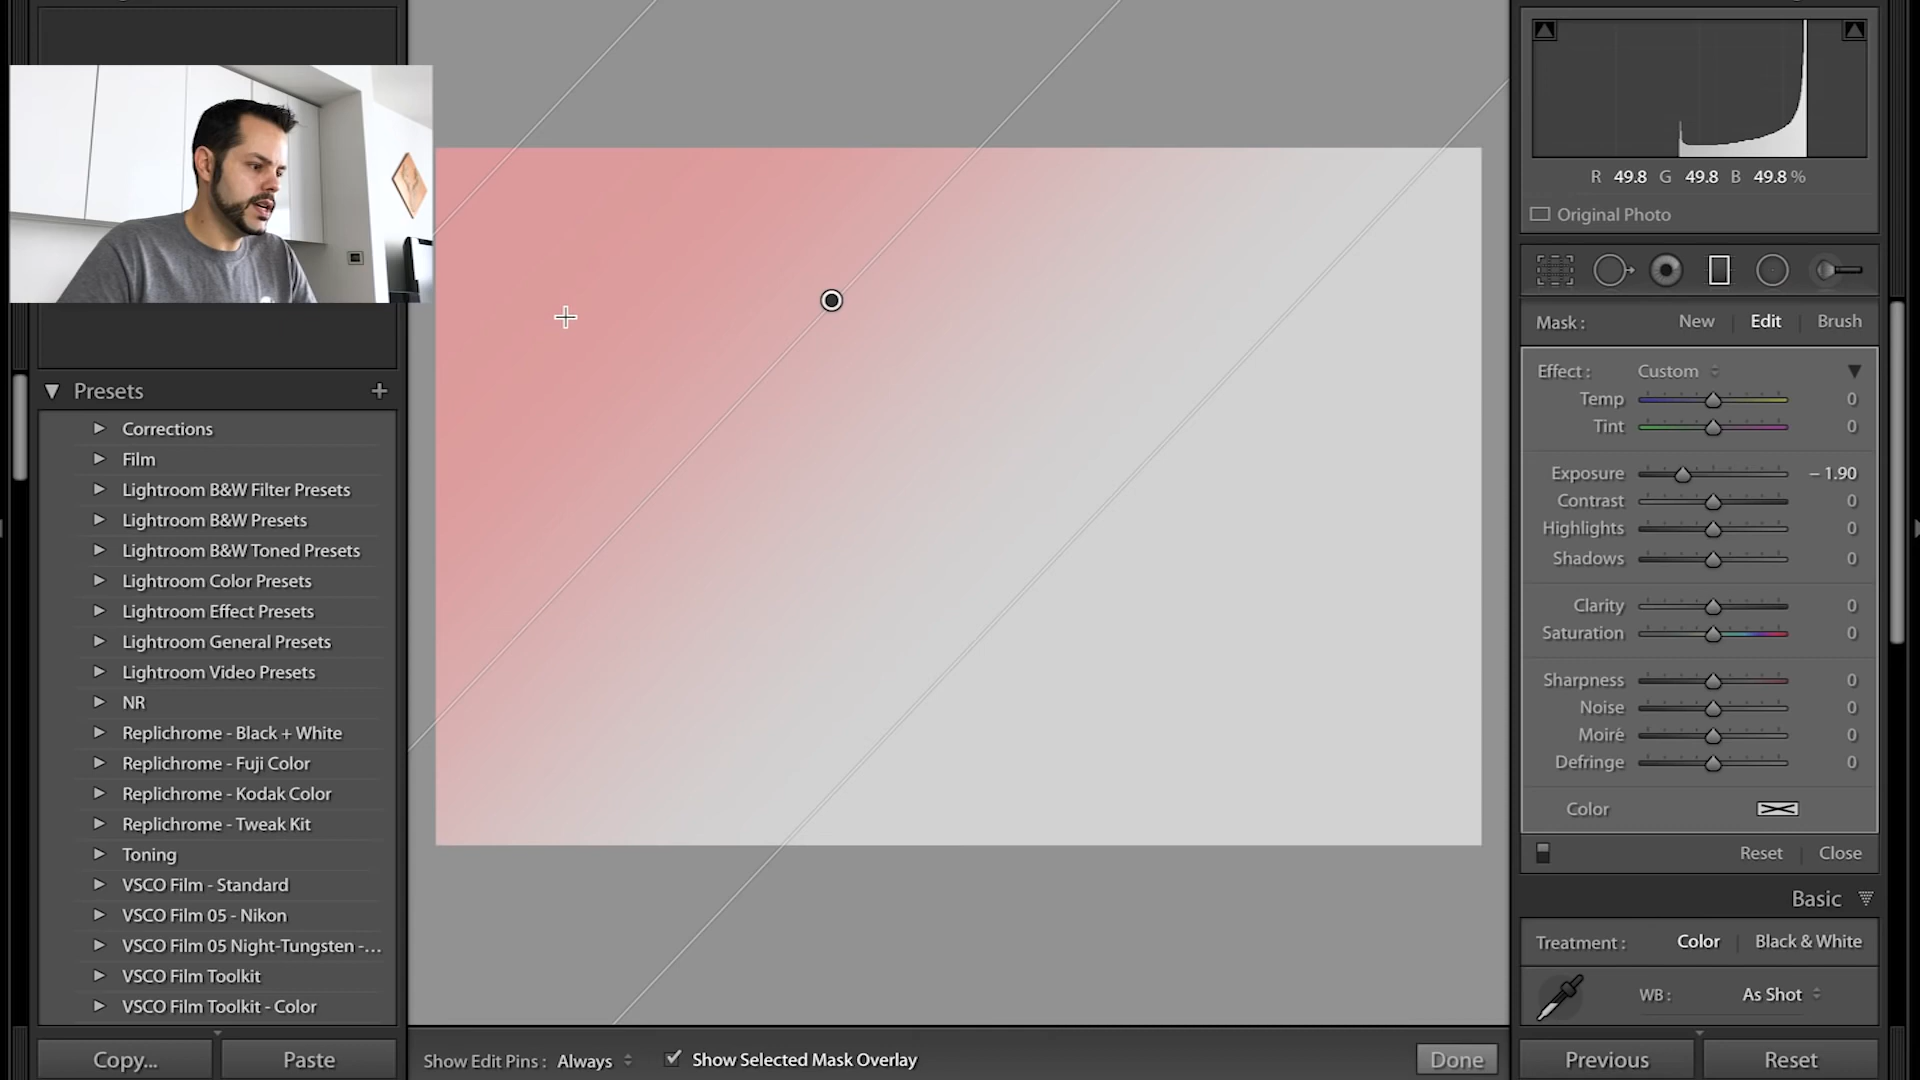 Presets +
Corrections
Film
Lightroom B&W Filter Presets
Lightroom B&W Presets
Lightroom B&W Toned Presets
Lightroom Color Presets
Lightroom Effect Presets
Lightroom General Presets
Lightroom Video Presets
NR
Replichrome - Black + White
Replichrome - Fuji Color
Replichrome - Kodak Color
Replichrome - Tweak Kit
Toning
VSCO Film - Standard
VSCO Film 05 - Nikon
VSCO Film 05 Night-Tungsten -...
VSCO Film Toolkit
VSCO Film Toolkit - Color
Copy... Paste
Show Edit Pins : Always Show Selected Mask Overlay Done
R 49.8 G 49.8 B 49.8 %
Original Photo
Mask : New Edit Brush
Effect : Custom
Temp 0
Tint 0
Exposure – 1.90
Contrast 0
Highlights 0
Shadows 0
Clarity 0
Saturation 0
Sharpness 0
Noise 0
Moiré 0
Defringe 0
Color
Reset Close
Basic
Treatment : Color Black & White
WB : As Shot
Previous Reset